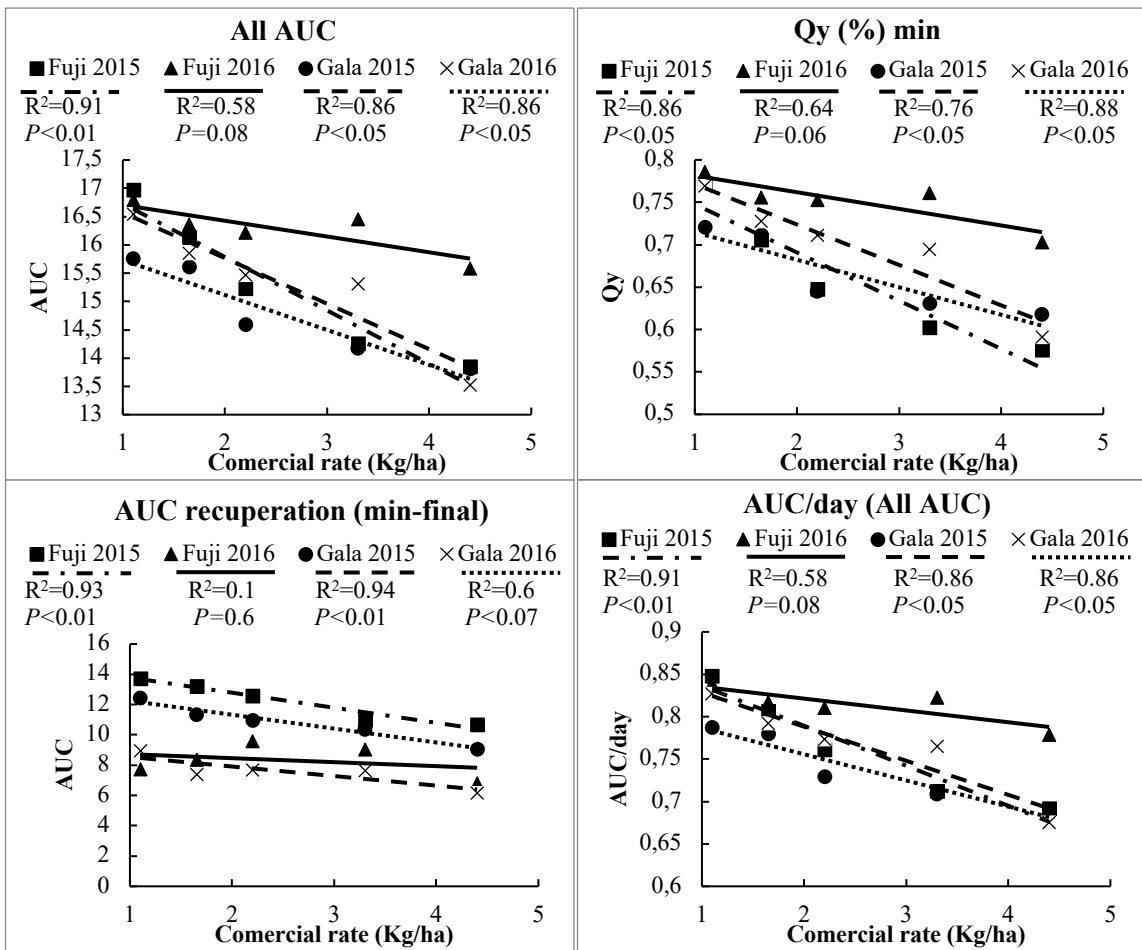 All AUC
Fuji 2015 Fuji 2016 Gala 2015 Gala 2016
R²=0.91 R²=0.58 R²=0.86 R²=0.86
P<0.01 P=0.08 P<0.05 P<0.05
17,5
17
16,5
16
15,5
15
14,5
14
13,5
13
AUC
1 2 3 4 5
Comercial rate (Kg/ha)
Qy (%) min
Fuji 2015 Fuji 2016 Gala 2015 Gala 2016
R²=0.86 R²=0.64 R²=0.76 R²=0.88
P<0.05 P=0.06 P<0.05 P<0.05
0,8
0,75
0,7
0,65
0,6
0,55
0,5
Qy
1 2 3 4 5
Comercial rate (Kg/ha)
AUC recuperation (min-final)
Fuji 2015 Fuji 2016 Gala 2015 Gala 2016
R²=0.93 R²=0.1 R²=0.94 R²=0.6
P<0.01 P=0.6 P<0.01 P<0.07
16
14
12
10
8
6
4
2
0
AUC
1 2 3 4 5
Comercial rate (Kg/ha)
AUC/day (All AUC)
Fuji 2015 Fuji 2016 Gala 2015 Gala 2016
R²=0.91 R²=0.58 R²=0.86 R²=0.86
P<0.01 P=0.08 P<0.05 P<0.05
0,9
0,85
0,8
0,75
0,7
0,65
0,6
AUC/day
1 2 3 4 5
Comercial rate (Kg/ha)